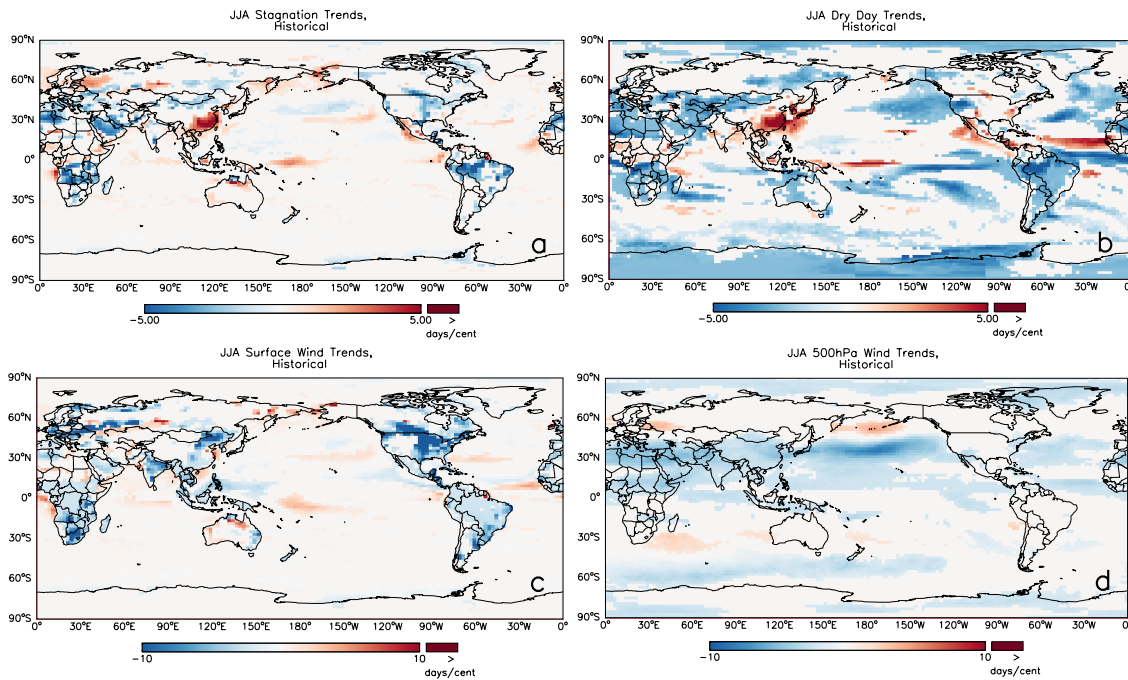 JJA Stagnation Trends,
Historical
90°N
60°N
30°N
0°
30°S
60°S
90°S
0° 30°E 60°E 90°E 120°E 150°E 180°W 150°W 120°W 90°W 60°W 30°W 0°
a
-5.00 5.00 >
days/cent
JJA Dry Day Trends,
Historical
90°N
60°N
30°N
0°
30°S
60°S
90°S
0° 30°E 60°E 90°E 120°E 150°E 180°W 150°W 120°W 90°W 60°W 30°W 0°
b
-5.00 5.00 >
days/cent
JJA Surface Wind Trends,
Historical
90°N
60°N
30°N
0°
30°S
60°S
90°S
0° 30°E 60°E 90°E 120°E 150°E 180°W 150°W 120°W 90°W 60°W 30°W 0°
c
-10 10 >
days/cent
JJA 500hPa Wind Trends,
Historical
90°N
60°N
30°N
0°
30°S
60°S
90°S
0° 30°E 60°E 90°E 120°E 150°E 180°W 150°W 120°W 90°W 60°W 30°W 0°
d
-10 10 >
days/cent